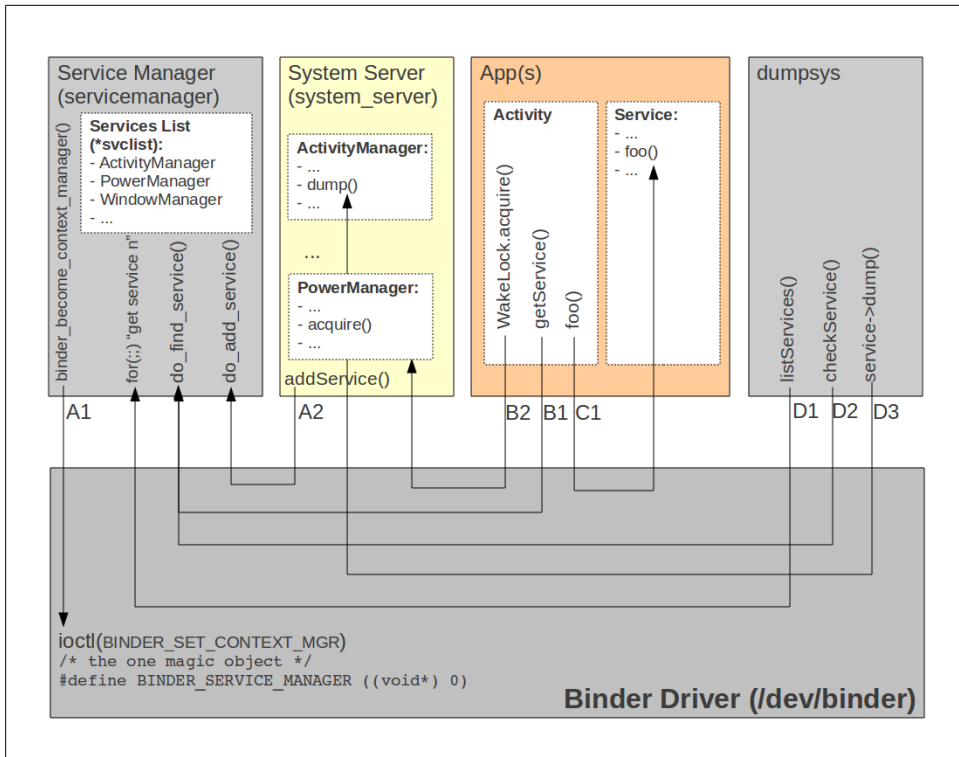 Service Manager
(servicemanager)
binder_become_context_manager()
Services List
(*svclist):
- ActivityManager
- PowerManager
- WindowManager
- ...
for(;;) "get service n"
do_find_service()
do_add_service()
A1
System Server
(system_server)
ActivityManager:
- ...
- dump()
- ...
...
PowerManager:
- ...
- acquire()
- ...
addService()
A2
App(s)
Activity
WakeLock.acquire()
getService()
foo()
Service:
- ...
- foo()
- ...
B2
B1
C1
dumpsys
listServices()
checkService()
service->dump()
D1
D2
D3
ioctl(BINDER_SET_CONTEXT_MGR)
/* the one magic object */
#define BINDER_SERVICE_MANAGER ((void*) 0)
Binder Driver (/dev/binder)